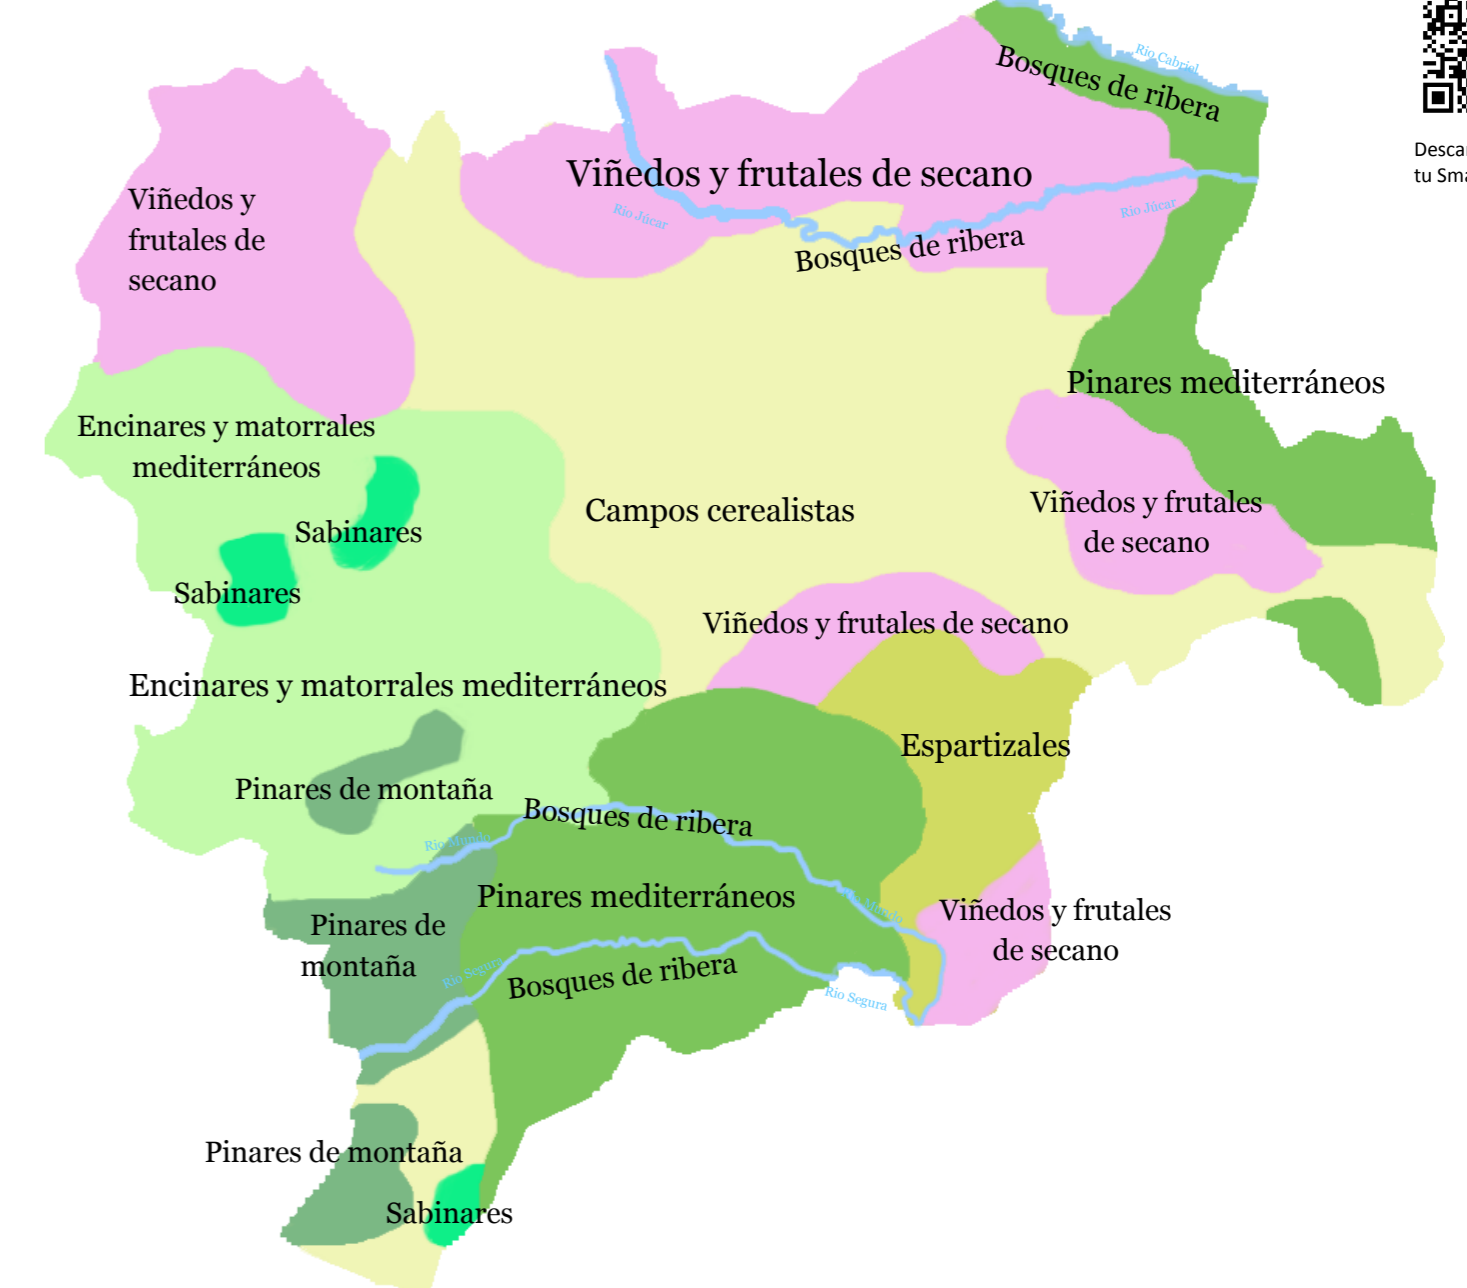 Río Cabriel
Bosques de ribera
Descar
tu Sma
Viñedos y frutales de secano
Viñedos y
frutales de
secano
Río Júcar
Río Júcar
Bosques de ribera
Pinares mediterráneos
Encinares y matorrales
mediterráneos
Viñedos y frutales
de secano
Campos cerealistas
Sabinares
Sabinares
Viñedos y frutales de secano
Encinares y matorrales mediterráneos
Espartizales
Pinares de montaña
Bosques de ribera
Río Mundo
Pinares mediterráneos
Río Mundo
Viñedos y frutales
de secano
Pinares de
montaña
Río Segura
Bosques de ribera
Río Segura
Pinares de montaña
Sabinares